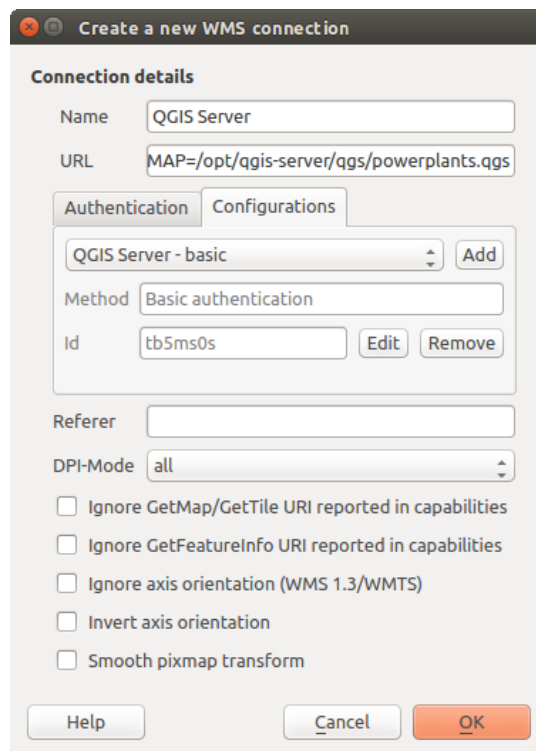 Create a new WMS connection
Connection details
Name QGIS Server
URL MAP=/opt/qgis-server/qgs/powerplants.qgs
Authentication Configurations
QGIS Server - basic Add
Method Basic authentication
Id tb5ms0s Edit Remove
Referer
DPI-Mode all
Ignore GetMap/GetTile URI reported in capabilities
Ignore GetFeatureInfo URI reported in capabilities
Ignore axis orientation (WMS 1.3/WMTS)
Invert axis orientation
Smooth pixmap transform
Help Cancel OK